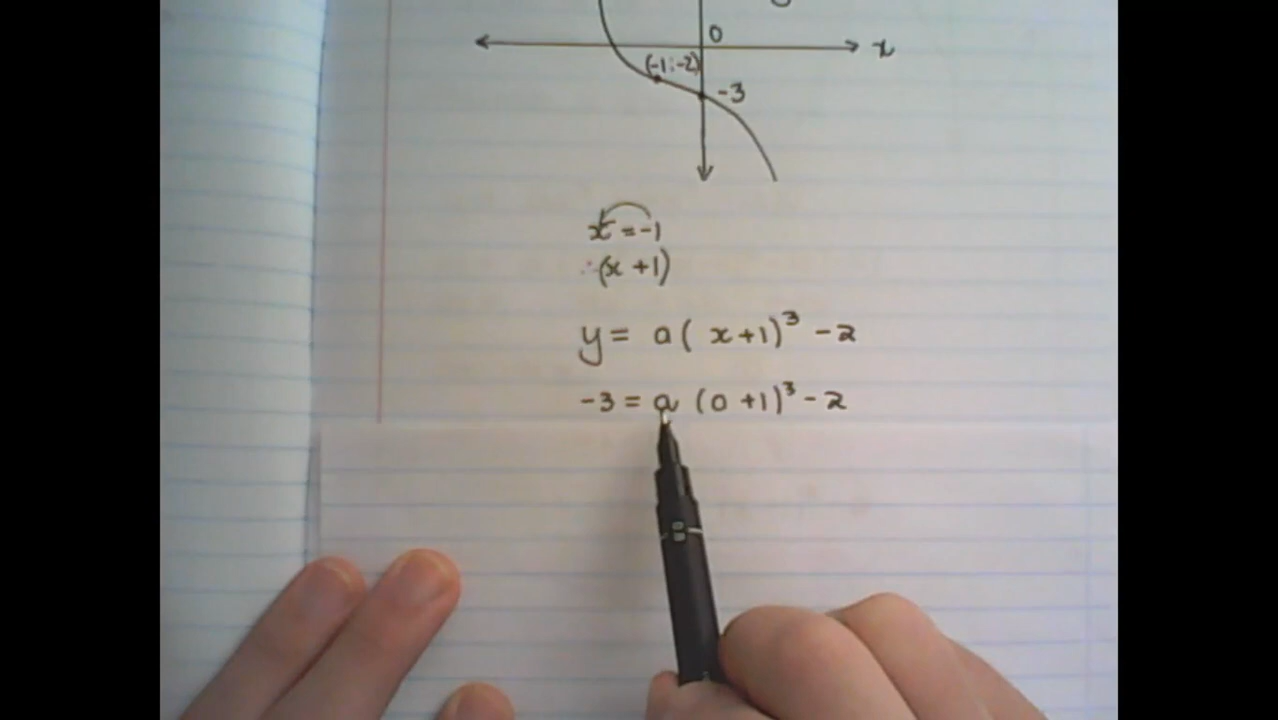 0
x
(-1;-2)
-3
x = -1
∴(x +1)
y = a( x+1)³ -2
-3 = a (0 +1)³ - 2